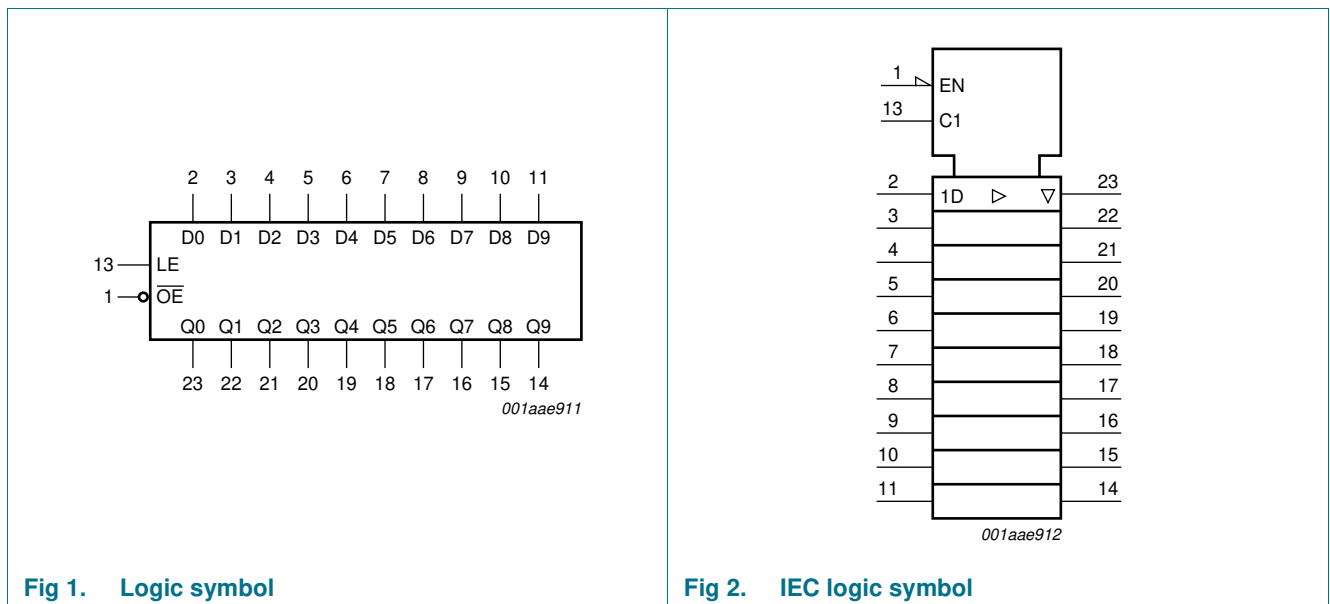 2 3 4 5 6 7 8 9 10 11
D0 D1 D2 D3 D4 D5 D6 D7 D8 D9
13 LE
1 OE
Q0 Q1 Q2 Q3 Q4 Q5 Q6 Q7 Q8 Q9
23 22 21 20 19 18 17 16 15 14
001aae911
Fig 1. Logic symbol
1 EN
13 C1
2 1D 23
3 22
4 21
5 20
6 19
7 18
8 17
9 16
10 15
11 14
001aae912
Fig 2. IEC logic symbol